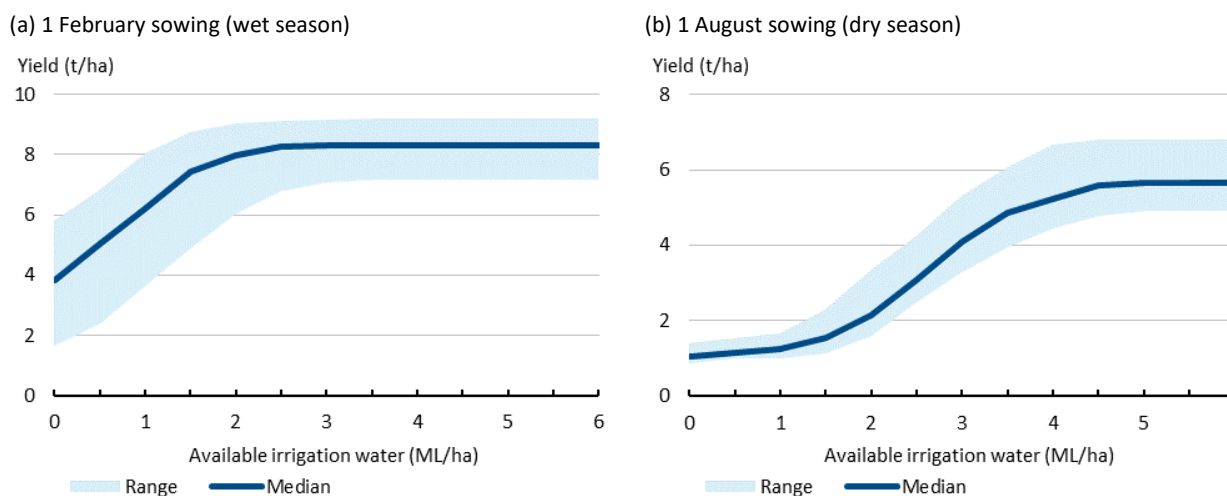 (a) 1 February sowing (wet season)
Yield (t/ha)
10
8
6
4
2
0
0 1 2 3 4 5 6
Available irrigation water (ML/ha)
Range Median
(b) 1 August sowing (dry season)
Yield (t/ha)
8
6
4
2
0
0 1 2 3 4 5
Available irrigation water (ML/ha)
Range Median